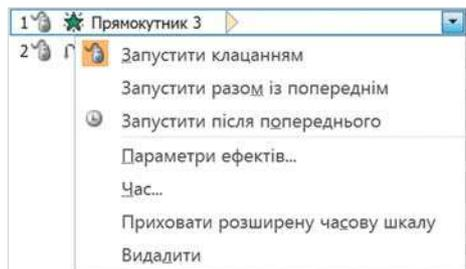 1 Прямокутник 3
2
Запустити клацанням
Запустити разом із попереднім
Запустити після попереднього
Параметри ефектів...
Час...
Приховати розширену часову шкалу
Видалити